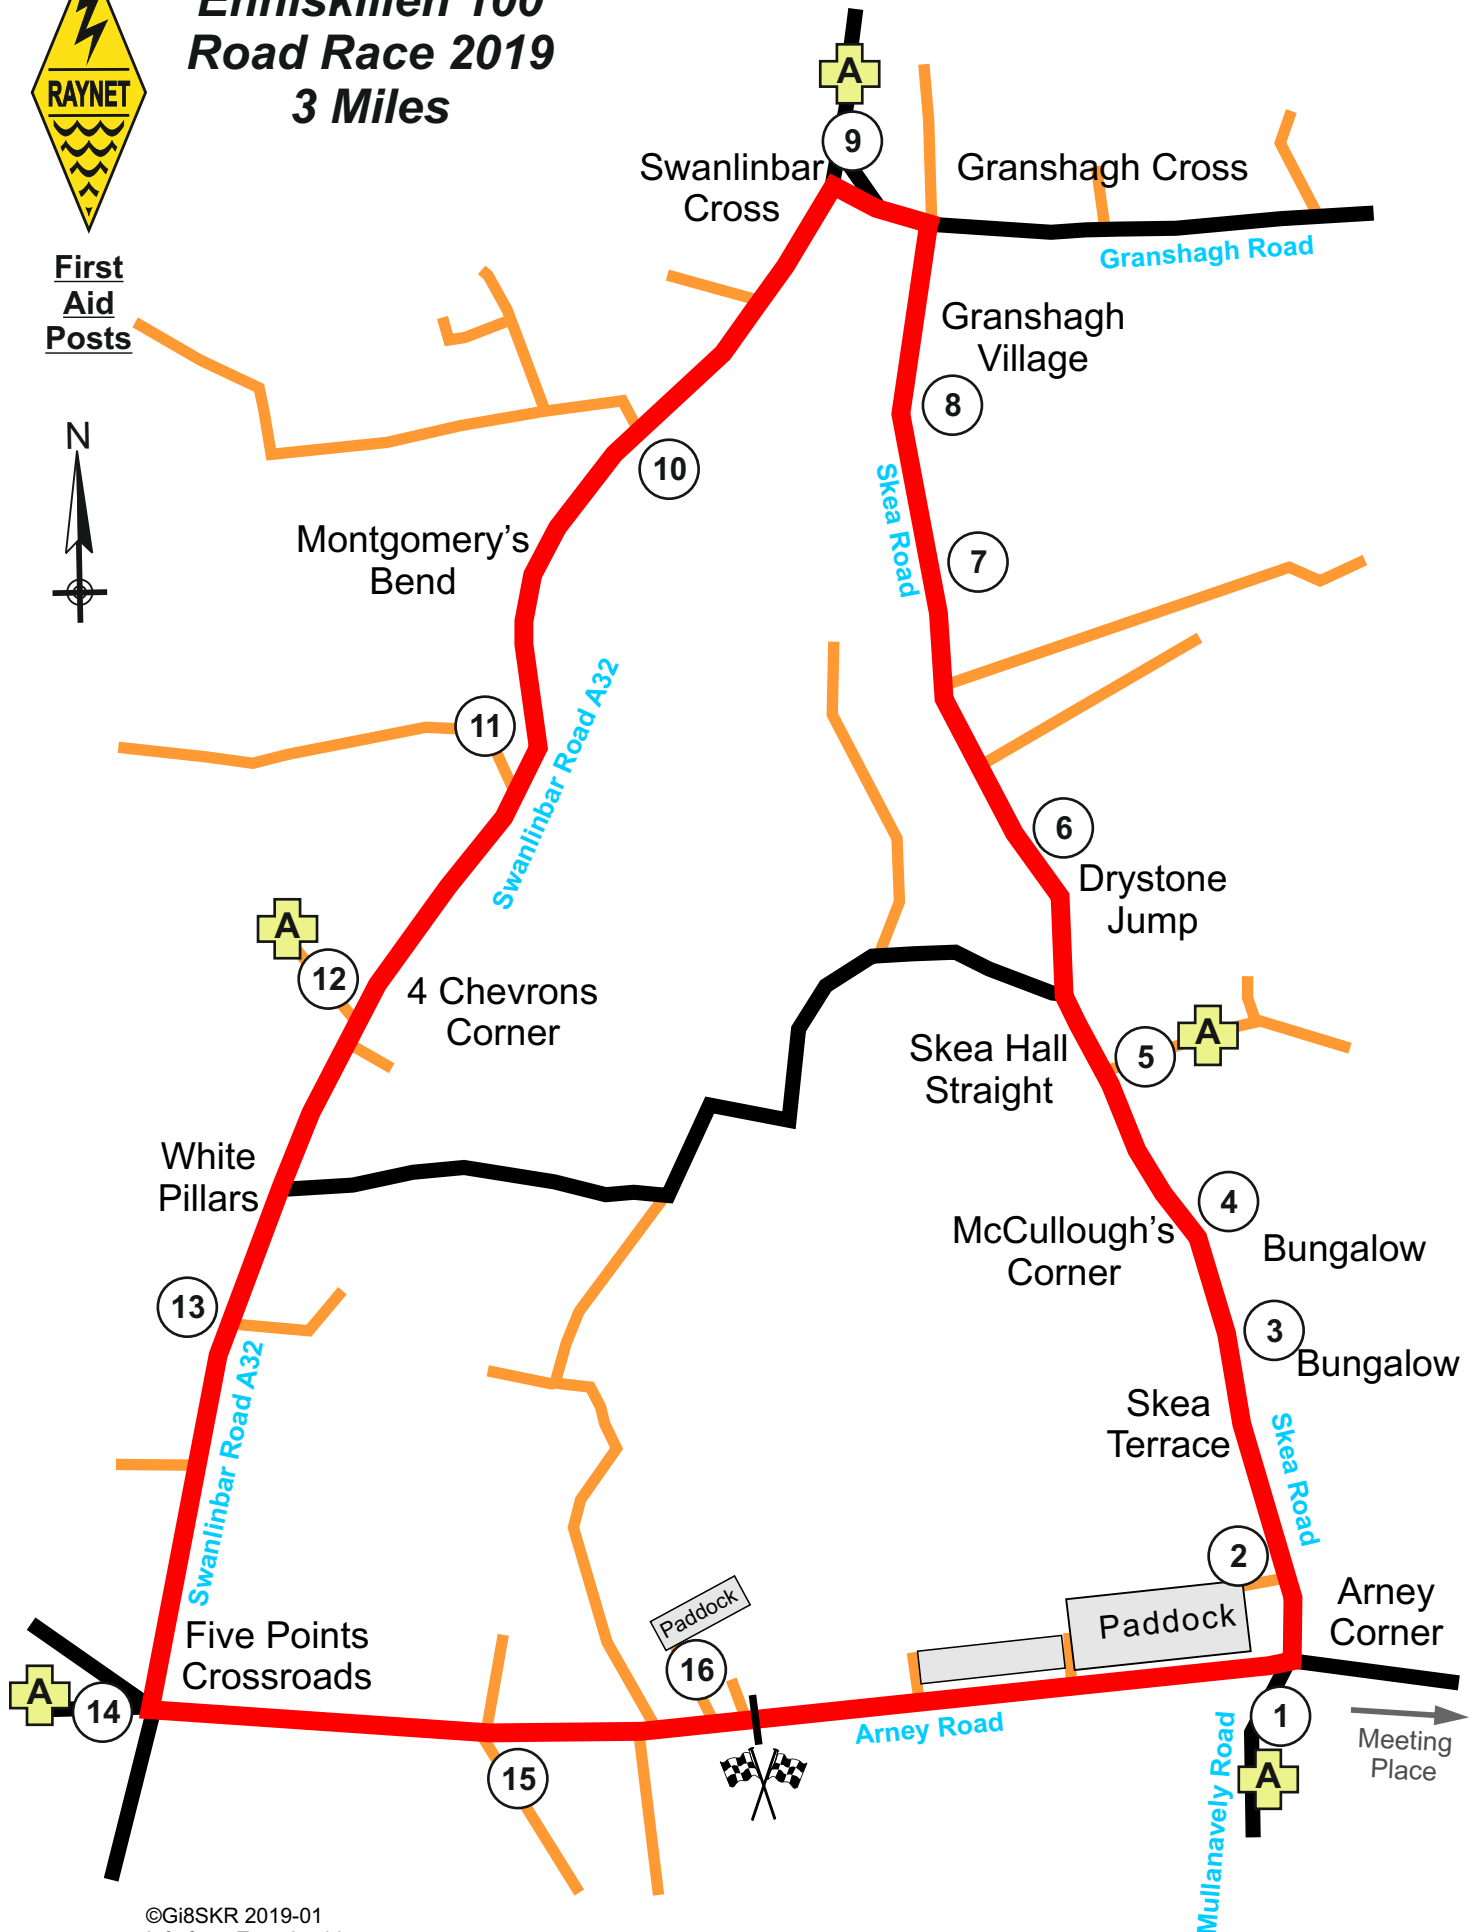 Enniskillen 100
Road Race 2019
3 Miles
RAYNET
First
Aid
Posts
N
A
9
Swanlinbar
Cross
Granshagh Cross
Granshagh Road
Granshagh
Village
8
Skea Road
10
7
Montgomery's
Bend
11
Swanlinbar Road A32
6
Drystone
Jump
A
12
4 Chevrons
Corner
Skea Hall
Straight
5
A
White
Pillars
4
McCullough's
Corner
Bungalow
13
3
Bungalow
Swanlinbar Road A32
Skea
Terrace
Skea Road
2
Paddock
Paddock
Arney
Corner
Five Points
Crossroads
16
A
14
15
Arney Road
1
Meeting
Place
A
Mullanavely Road
©Gi8SKR 2019-01